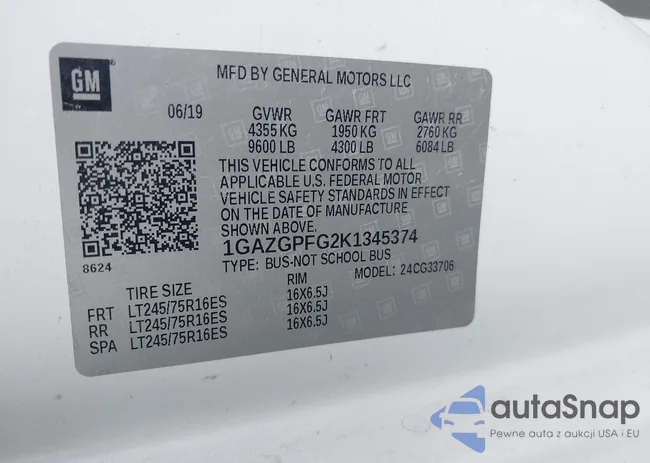 GM
MFD BY GENERAL MOTORS LLC
06/19 GVWR GAWR FRT GAWR RR
4355 KG 1950 KG 2760 KG
9600 LB 4300 LB 6084 LB
THIS VEHICLE CONFORMS TO ALL
APPLICABLE U.S. FEDERAL MOTOR
VEHICLE SAFETY STANDARDS IN EFFECT
ON THE DATE OF MANUFACTURE
SHOWN ABOVE.
1GAZGPFG2K1345374
8624 TYPE: BUS-NOT SCHOOL BUS
MODEL: 24CG33706
TIRE SIZE RIM
FRT LT245/75R16ES 16X6.5J
RR LT245/75R16ES 16X6.5J
SPA LT245/75R16ES 16X6.5J
autaSnap
Pewne auta z aukcji USA i EU